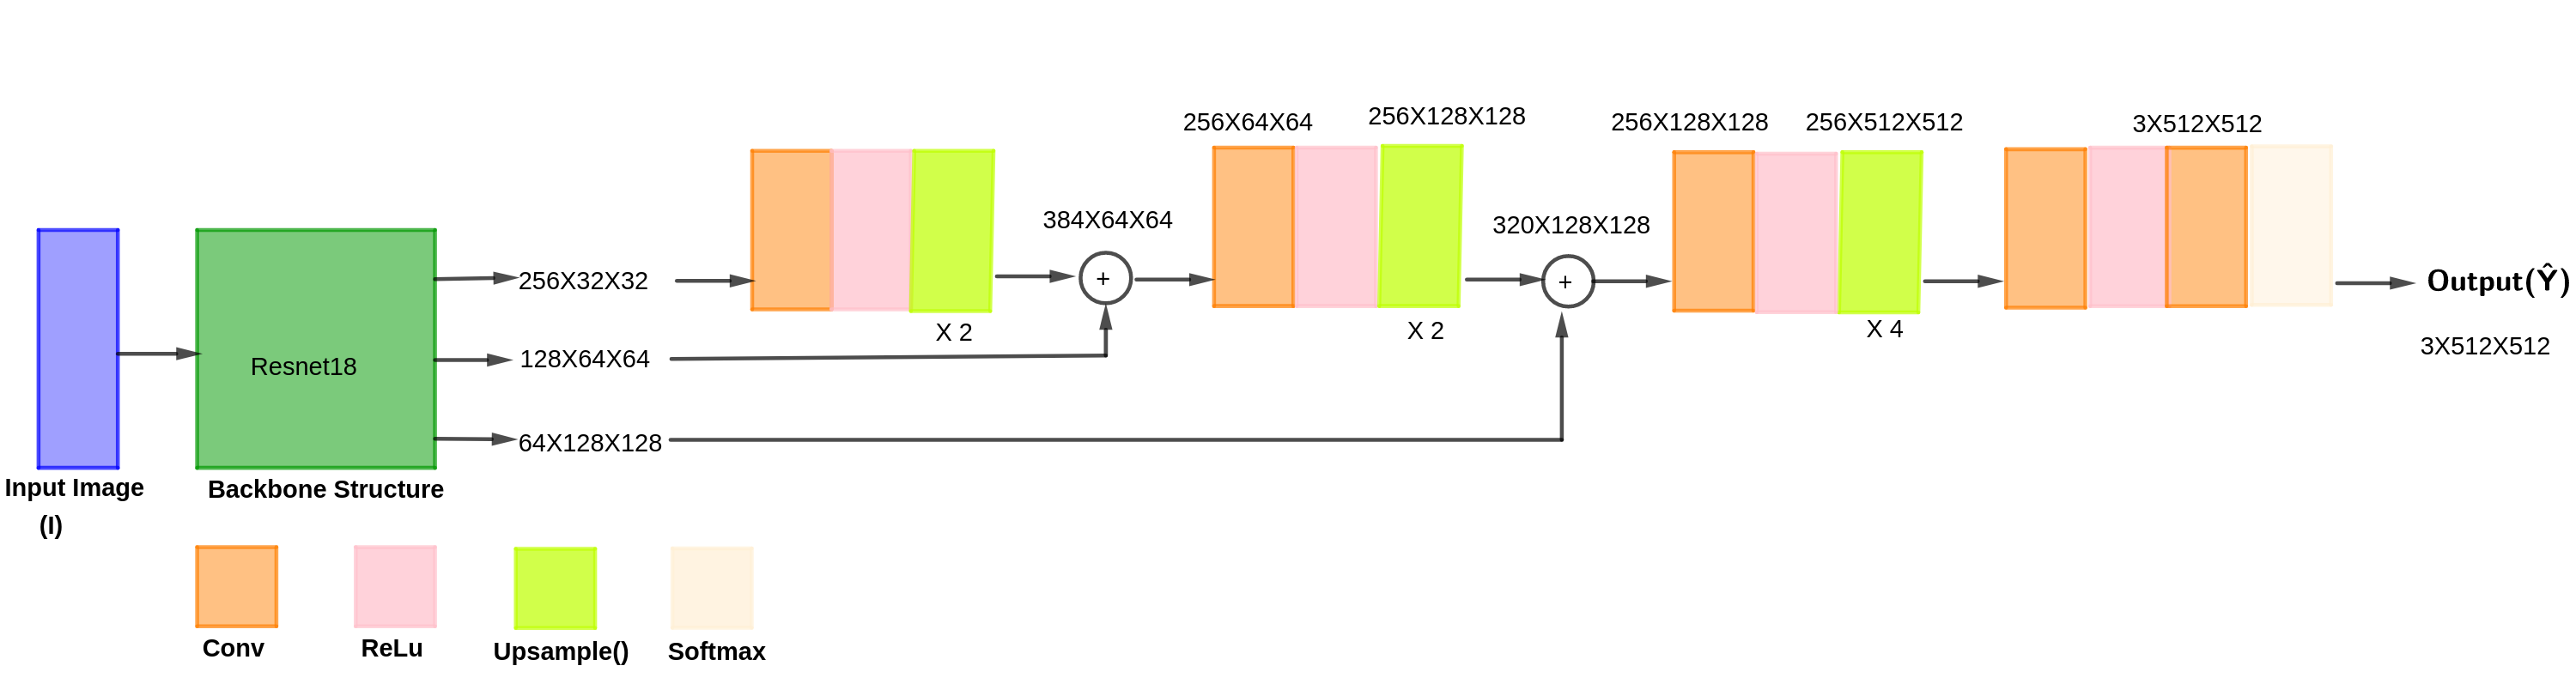 256X64X64
256X128X128
256X128X128
256X512X512
3X512X512
384X64X64
320X128X128
+
+
256X32X32
X 2
X 2
X 4
Output(Ŷ)
3X512X512
Resnet18
128X64X64
64X128X128
Input Image
(I)
Backbone Structure
Conv
ReLu
Upsample()
Softmax